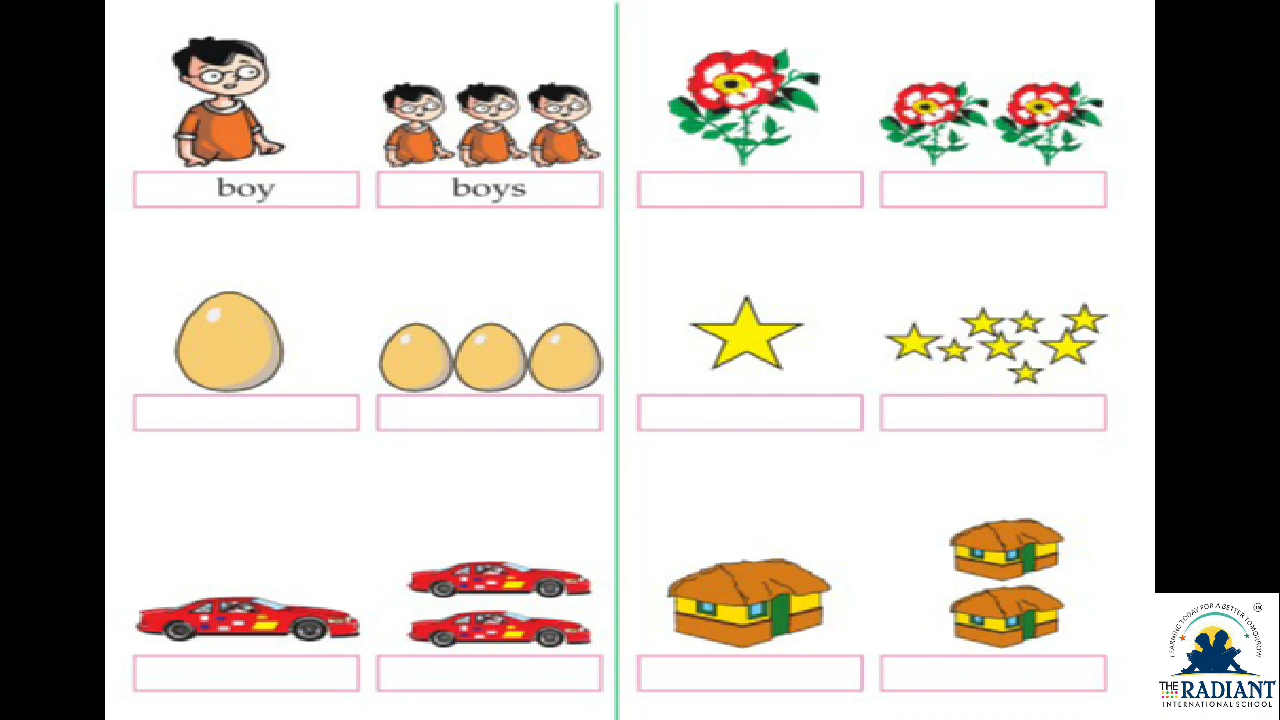 boy
boys
LEARNING TODAY FOR A BETTER TOMORROW
THE RADIANT
INTERNATIONAL SCHOOL